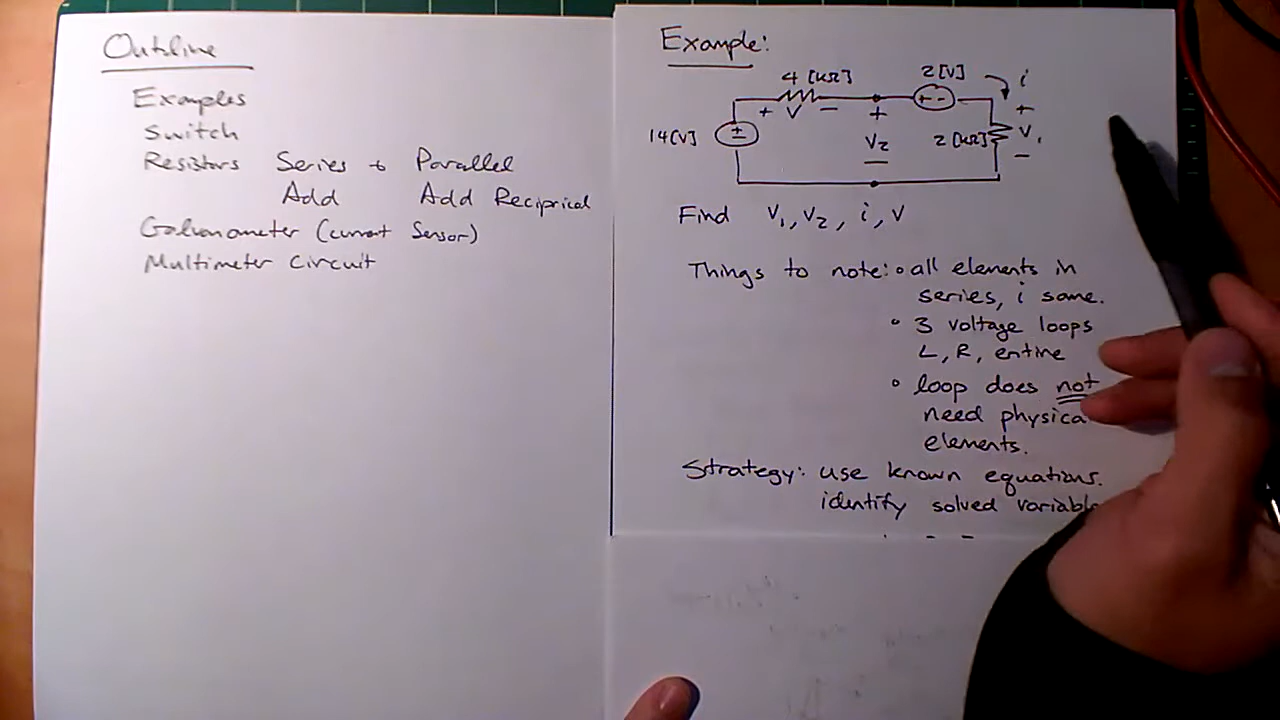 Outline
Examples
Switch
Resistors Series + Parallel
Add Add Reciprical
Galvanometer (current Sensor)
Multimeter Circuit
Example:
4 [kΩ] 2 [V] i
+ V - + + - +
14 [V] ± V2 2 [kΩ] V1
- -
Find V1, V2, i, V
Things to note: • all elements in
series, i same.
• 3 voltage loops
L, R, entire
• loop does not
need physica
elements.
Strategy: use known equations.
identify solved variable